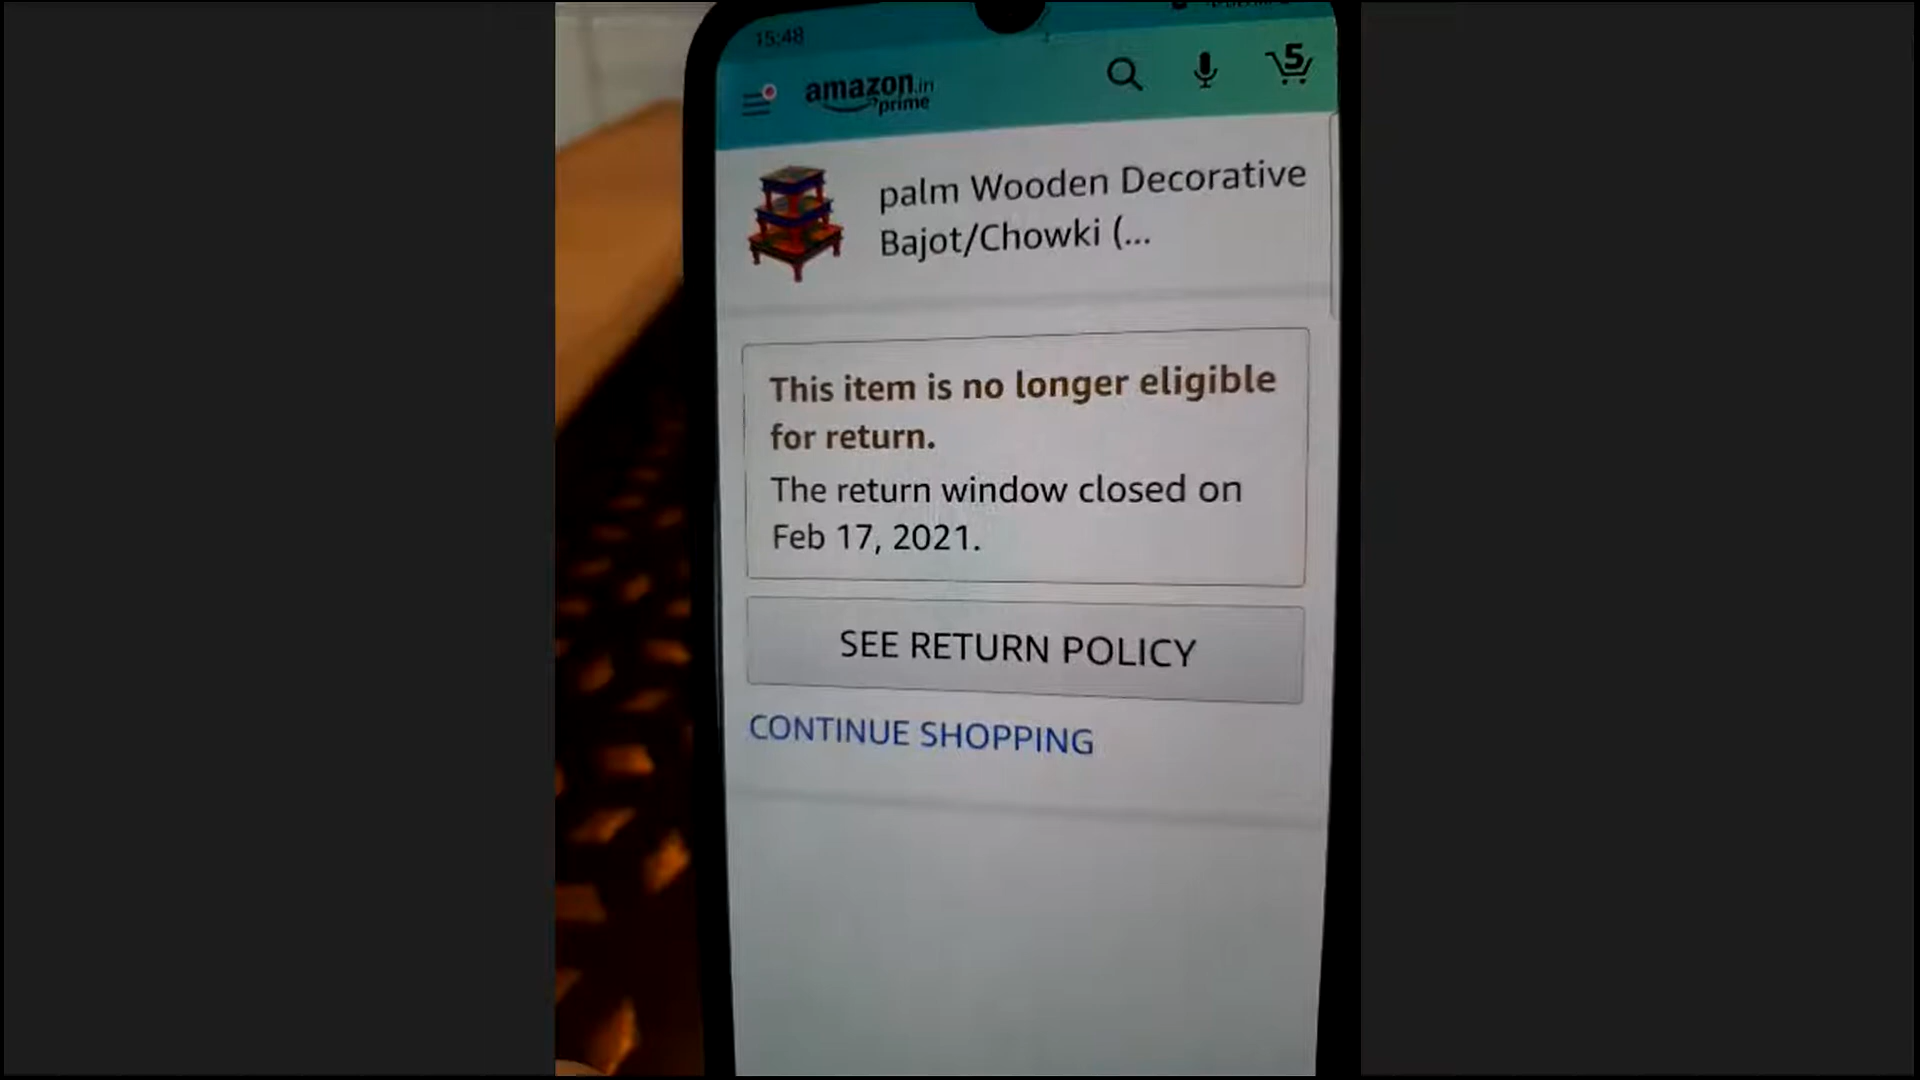 15:48
amazon.in
prime
5
palm Wooden Decorative
Bajot/Chowki (...
This item is no longer eligible
for return.
The return window closed on
Feb 17, 2021.
SEE RETURN POLICY
CONTINUE SHOPPING